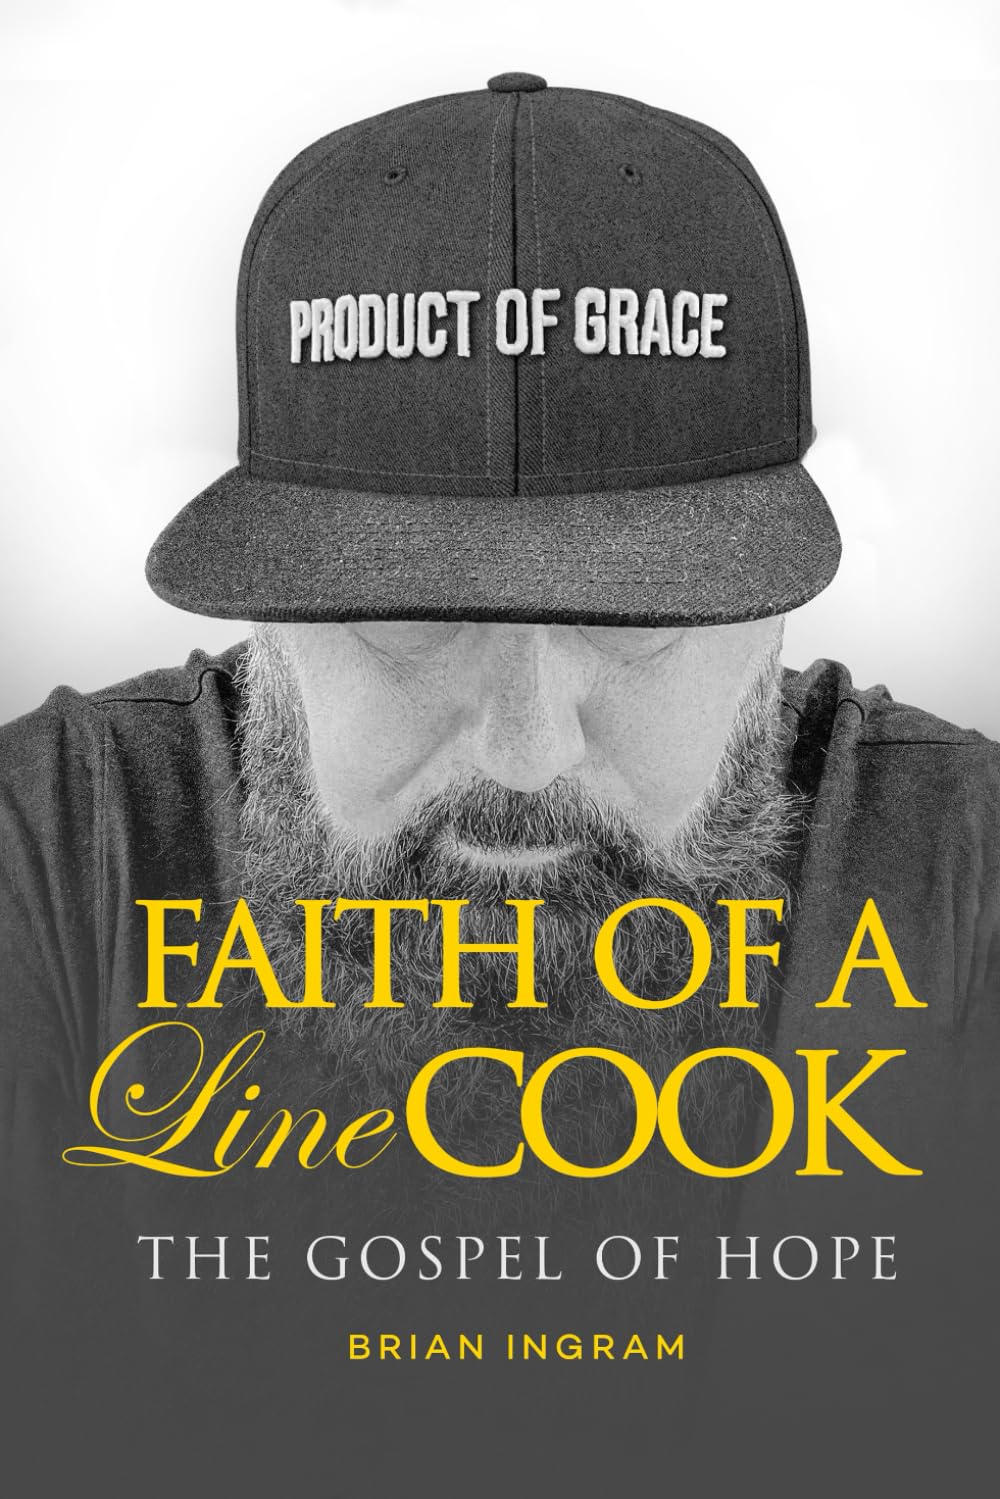 PRODUCT OF GRACE
FAITH OF A
Line COOK
THE GOSPEL OF HOPE
BRIAN INGRAM